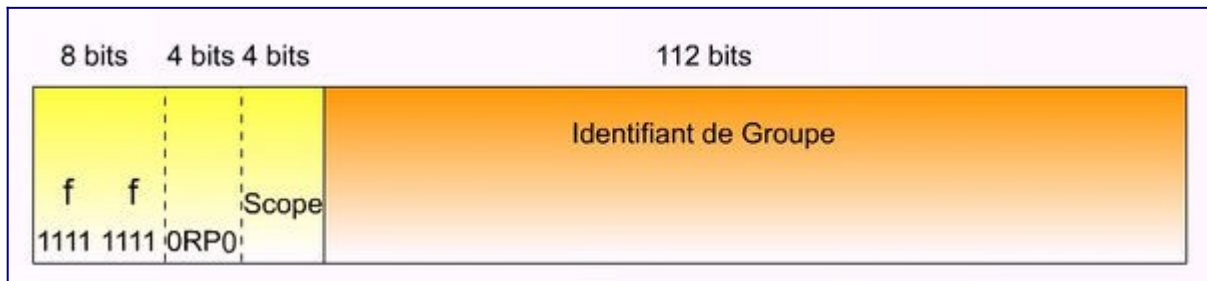 8 bits 4 bits 4 bits 112 bits
Identifiant de Groupe
f f
Scope
1111 1111 0RP0